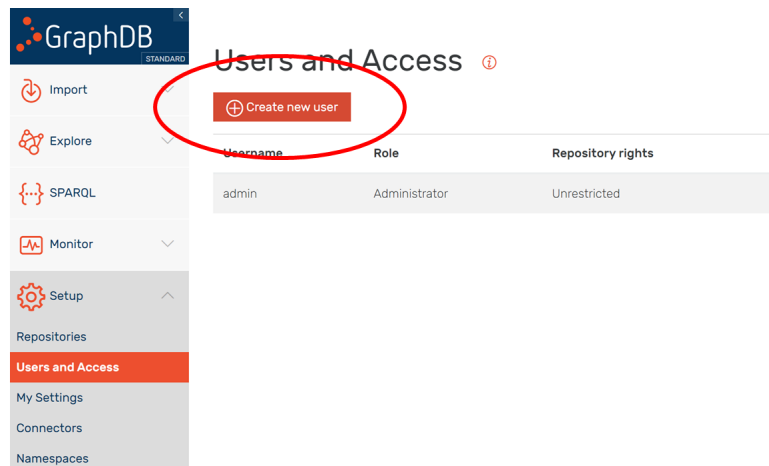 GraphDB
STANDARD
Import
Explore
SPARQL
Monitor
Setup
Repositories
Users and Access
My Settings
Connectors
Namespaces
Users and Access
Create new user
Username Role Repository rights
admin Administrator Unrestricted